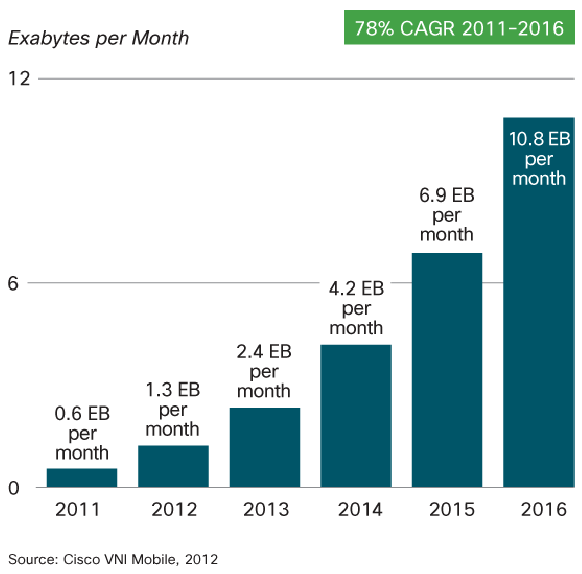 Exabytes per Month
78% CAGR 2011–2016
12
10.8 EB
per
month
6.9 EB
per
month
6
4.2 EB
per
month
2.4 EB
per
month
1.3 EB
per
month
0.6 EB
per
month
0
2011
2012
2013
2014
2015
2016
Source: Cisco VNI Mobile, 2012